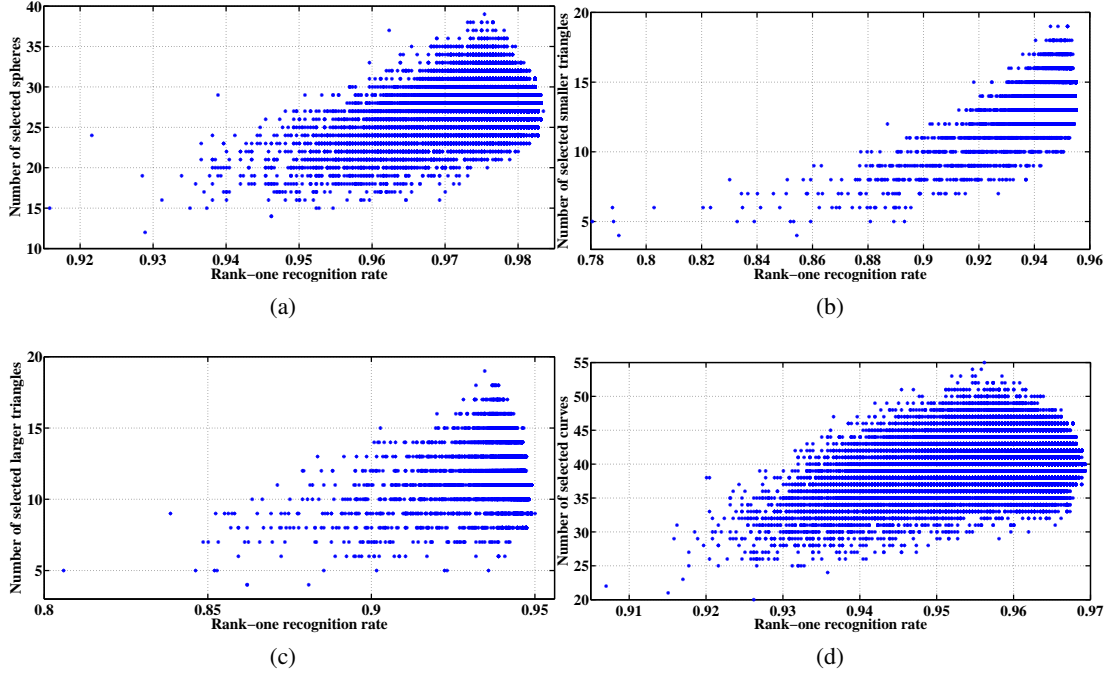 40
35
30
25
20
15
10
Number of selected spheres
0.92 0.93 0.94 0.95 0.96 0.97 0.98
Rank−one recognition rate
(a)
20
15
10
5
Number of selected smaller triangles
0.78 0.8 0.82 0.84 0.86 0.88 0.9 0.92 0.94 0.96
Rank−one recognition rate
(b)
20
15
10
5
Number of selected larger triangles
0.8 0.85 0.9 0.95
Rank−one recognition rate
(c)
55
50
45
40
35
30
25
20
Number of selected curves
0.91 0.92 0.93 0.94 0.95 0.96 0.97
Rank−one recognition rate
(d)